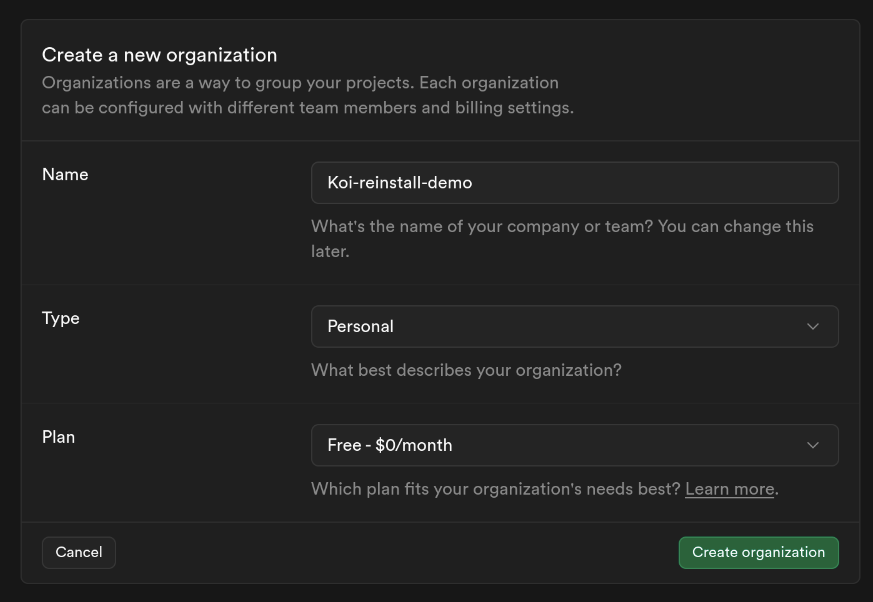 Create a new organization
Organizations are a way to group your projects. Each organization
can be configured with different team members and billing settings.
Name
Koi-reinstall-demo
What's the name of your company or team? You can change this
later.
Type
Personal
What best describes your organization?
Plan
Free - $0/month
Which plan fits your organization's needs best? Learn more.
Cancel
Create organization